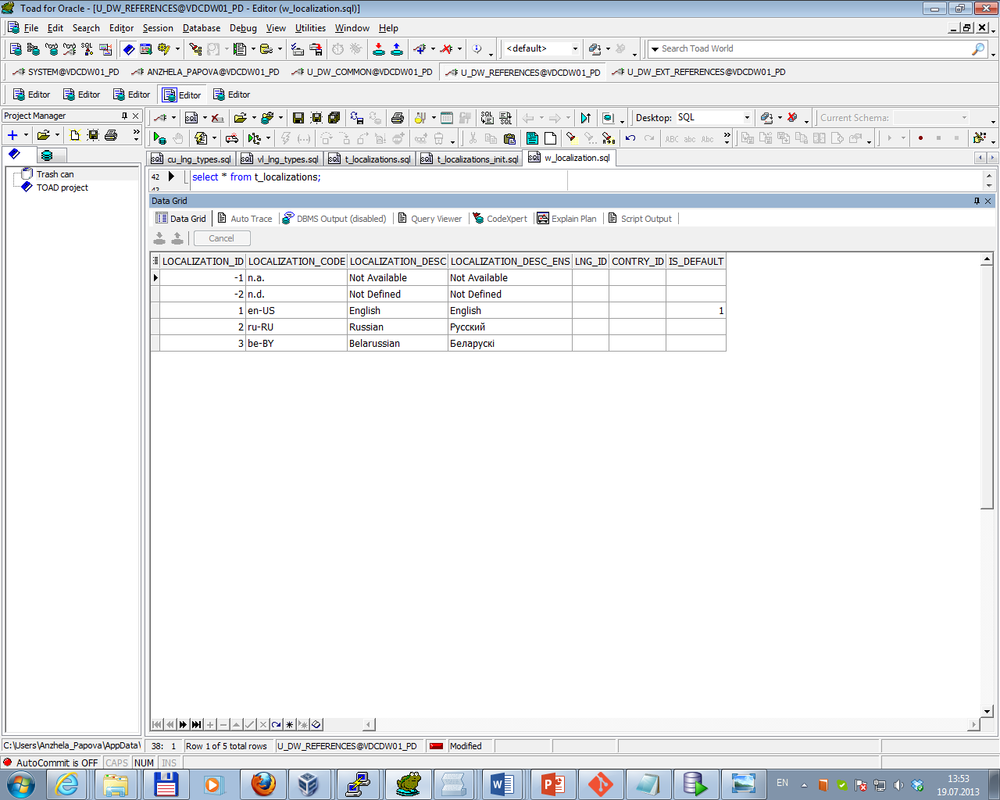 Toad for Oracle - [U_DW_REFERENCES@VDCDW01_PD - Editor (w_localization.sql)]
File Edit Search Editor Session Database Debug View Utilities Window Help
<default> Search Toad World
SYSTEM@VDCDW01_PD ANZHELA_PAPOVA@VDCDW01_PD U_DW_COMMON@VDCDW01_PD U_DW_REFERENCES@VDCDW01_PD U_DW_EXT_REFERENCES@VDCDW01_PD
Editor Editor Editor Editor Editor
Project Manager
SQL Desktop: SQL Current Schema:
ABC abc Abc
cu_lng_types.sql vl_lng_types.sql t_localizations.sql t_localizations_init.sql w_localization.sql
Trash can
TOAD project
42 select * from t_localizations;
43
Data Grid
Data Grid Auto Trace DBMS Output (disabled) Query Viewer CodeXpert Explain Plan Script Output
Cancel
LOCALIZATION_ID LOCALIZATION_CODE LOCALIZATION_DESC LOCALIZATION_DESC_ENS LNG_ID CONTRY_ID IS_DEFAULT
-1 n.a. Not Available Not Available
-2 n.d. Not Defined Not Defined
1 en-US English English 1
2 ru-RU Russian Русский
3 be-BY Belarussian Беларускі
C:\Users\Anzhela_Papova\AppData\ 38: 1 Row 1 of 5 total rows U_DW_REFERENCES@VDCDW01_PD Modified
AutoCommit is OFF CAPS NUM INS
EN 13:53
19.07.2013